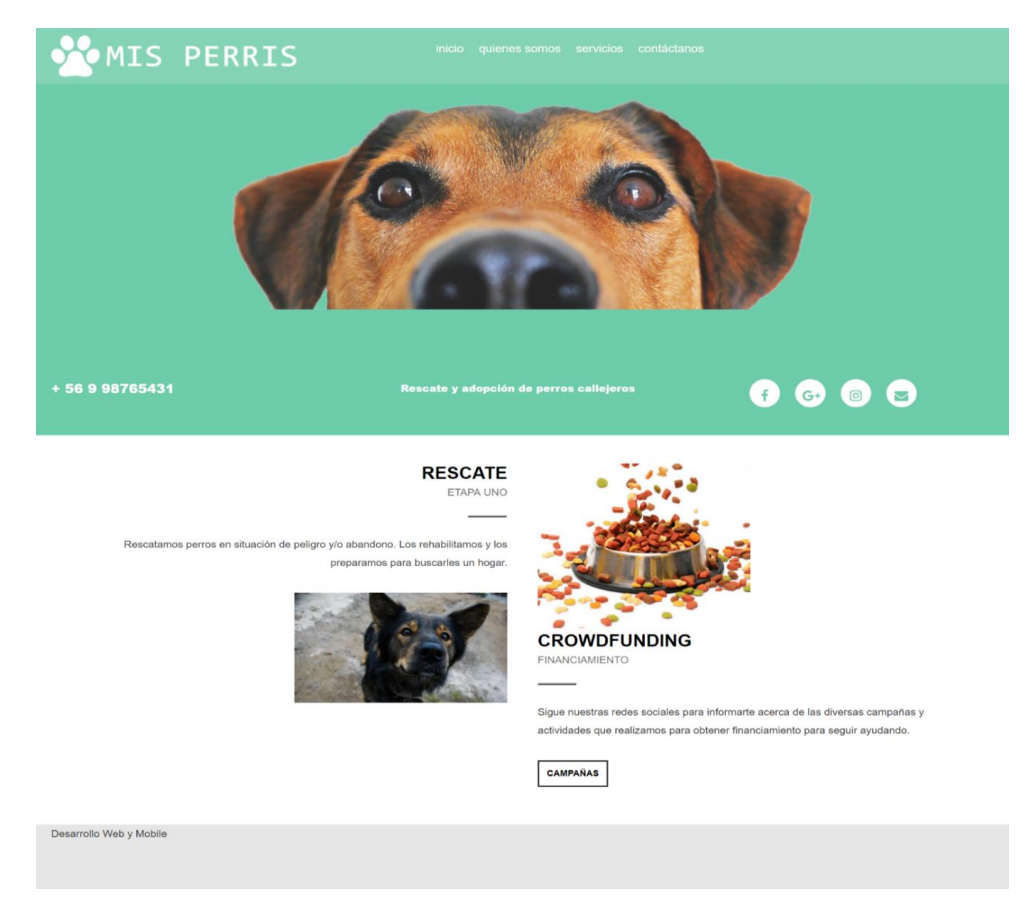 MIS PERRIS
inicio quienes somos servicios contáctanos
+ 56 9 98765431
Rescate y adopción de perros callejeros
f G+
RESCATE
ETAPA UNO
Rescatamos perros en situación de peligro y/o abandono. Los rehabilitamos y los
preparamos para buscarles un hogar.
CROWDFUNDING
FINANCIAMIENTO
Sigue nuestras redes sociales para informarte acerca de las diversas campañas y
actividades que realizamos para obtener financiamiento para seguir ayudando.
CAMPAÑAS
Desarrollo Web y Mobile